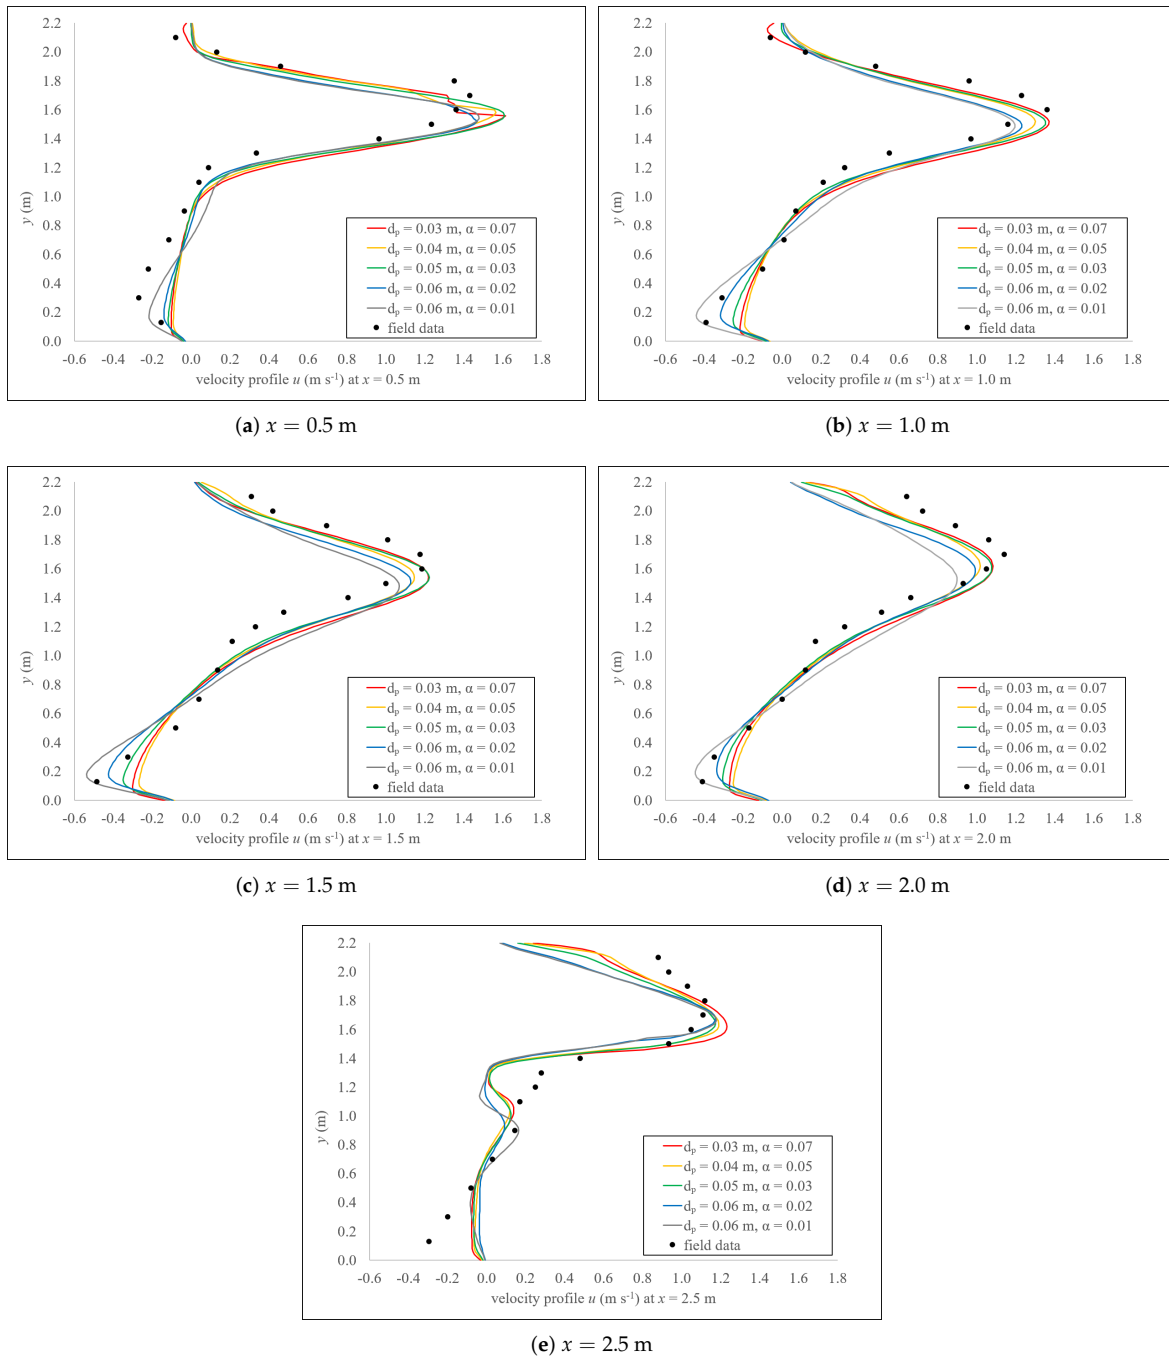 2.2
2.0
1.8
1.6
1.4
1.2
1.0
0.8
0.6
0.4
0.2
0.0
y (m)
-0.6 -0.4 -0.2 0.0 0.2 0.4 0.6 0.8 1.0 1.2 1.4 1.6 1.8
velocity profile u (m s⁻¹) at x = 0.5 m
dₚ = 0.03 m, α = 0.07
dₚ = 0.04 m, α = 0.05
dₚ = 0.05 m, α = 0.03
dₚ = 0.06 m, α = 0.02
dₚ = 0.06 m, α = 0.01
field data
(a) x = 0.5 m
2.2
2.0
1.8
1.6
1.4
1.2
1.0
0.8
0.6
0.4
0.2
0.0
y (m)
-0.6 -0.4 -0.2 0.0 0.2 0.4 0.6 0.8 1.0 1.2 1.4 1.6 1.8
velocity profile u (m s⁻¹) at x = 1.0 m
dₚ = 0.03 m, α = 0.07
dₚ = 0.04 m, α = 0.05
dₚ = 0.05 m, α = 0.03
dₚ = 0.06 m, α = 0.02
dₚ = 0.06 m, α = 0.01
field data
(b) x = 1.0 m
2.2
2.0
1.8
1.6
1.4
1.2
1.0
0.8
0.6
0.4
0.2
0.0
y (m)
-0.6 -0.4 -0.2 0.0 0.2 0.4 0.6 0.8 1.0 1.2 1.4 1.6 1.8
velocity profile u (m s⁻¹) at x = 1.5 m
dₚ = 0.03 m, α = 0.07
dₚ = 0.04 m, α = 0.05
dₚ = 0.05 m, α = 0.03
dₚ = 0.06 m, α = 0.02
dₚ = 0.06 m, α = 0.01
field data
(c) x = 1.5 m
2.2
2.0
1.8
1.6
1.4
1.2
1.0
0.8
0.6
0.4
0.2
0.0
y (m)
-0.6 -0.4 -0.2 0.0 0.2 0.4 0.6 0.8 1.0 1.2 1.4 1.6 1.8
velocity profile u (m s⁻¹) at x = 2.0 m
dₚ = 0.03 m, α = 0.07
dₚ = 0.04 m, α = 0.05
dₚ = 0.05 m, α = 0.03
dₚ = 0.06 m, α = 0.02
dₚ = 0.06 m, α = 0.01
field data
(d) x = 2.0 m
2.2
2.0
1.8
1.6
1.4
1.2
1.0
0.8
0.6
0.4
0.2
0.0
y (m)
-0.6 -0.4 -0.2 0.0 0.2 0.4 0.6 0.8 1.0 1.2 1.4 1.6 1.8
velocity profile u (m s⁻¹) at x = 2.5 m
dₚ = 0.03 m, α = 0.07
dₚ = 0.04 m, α = 0.05
dₚ = 0.05 m, α = 0.03
dₚ = 0.06 m, α = 0.02
dₚ = 0.06 m, α = 0.01
field data
(e) x = 2.5 m